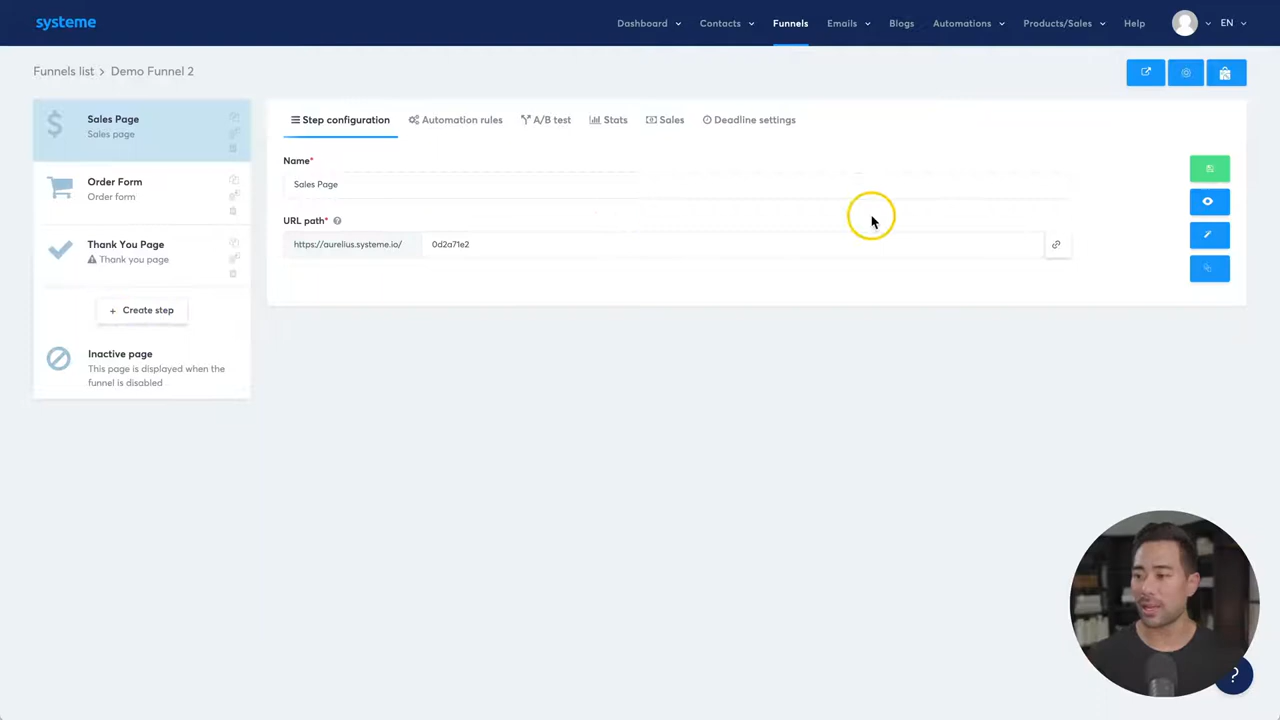 systeme
Dashboard
Contacts
Funnels
Emails
Blogs
Automations
Products/Sales
Help
EN
Funnels list > Demo Funnel 2
Sales Page
Sales page
Order Form
Order form
Thank You Page
Thank you page
+ Create step
Inactive page
This page is displayed when the
funnel is disabled
Step configuration
Automation rules
A/B test
Stats
Sales
Deadline settings
Name*
Sales Page
URL path*
https://aurelius.systeme.io/
0d2a71e2